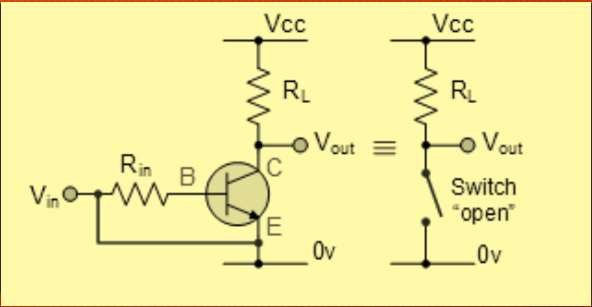 Vcc
RL
Vout
C
Rin
B
Vin
E
0v
≡
Vcc
RL
Vout
Switch
"open"
0v